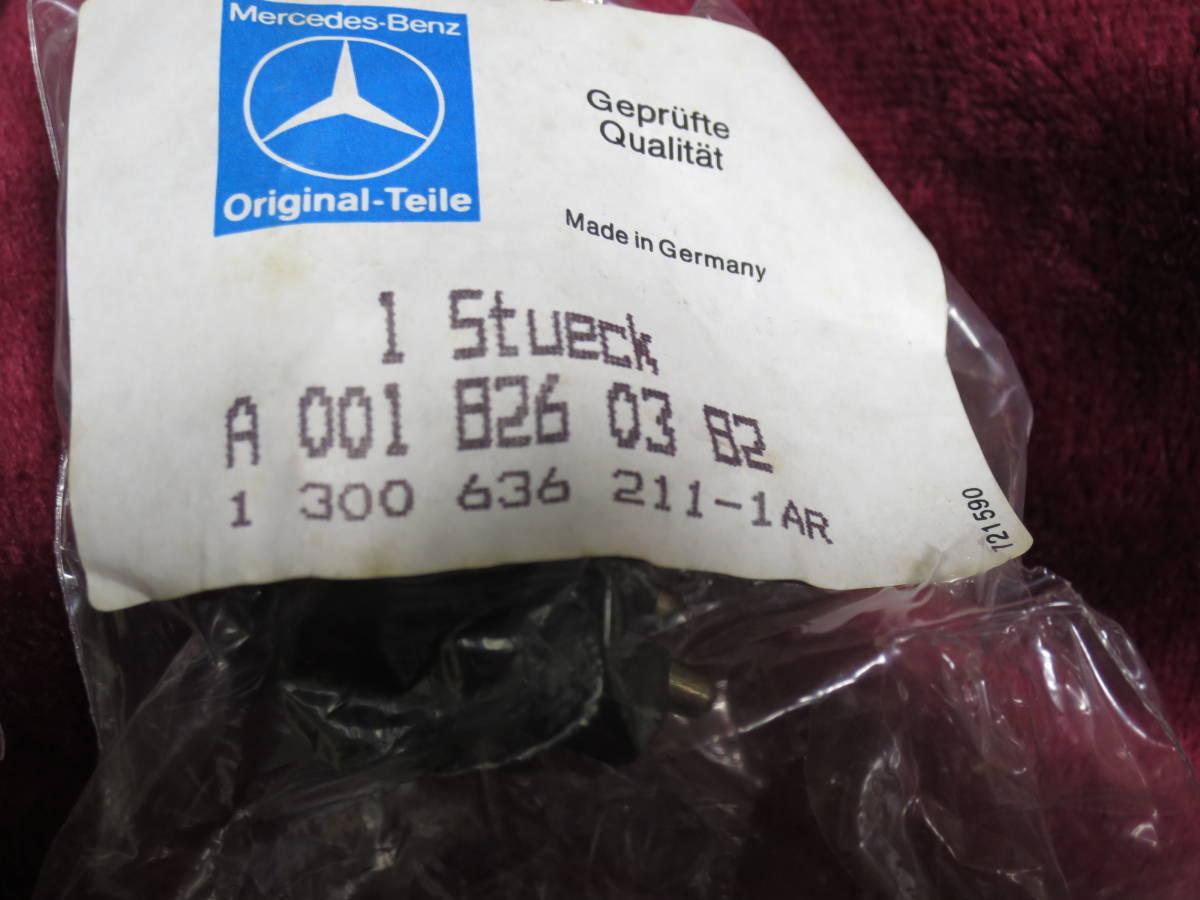 Mercedes-Benz
Original-Teile
Geprüfte
Qualität
Made in Germany
1 Stueck
A 001 826 03 82
1 300 636 211-1AR
721590